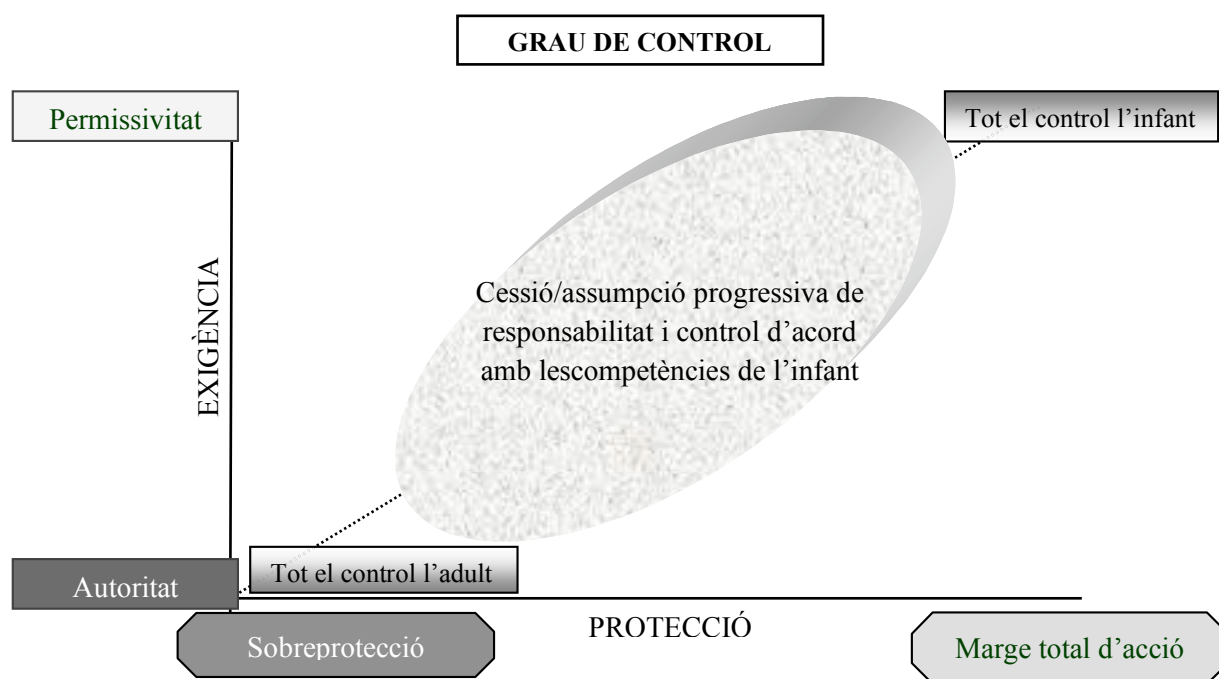 GRAU DE CONTROL
Permissivitat
Tot el control l’infant
EXIGÈNCIA
Cessió/assumpció progressiva de
responsabilitat i control d’acord
amb lescompetències de l’infant
Tot el control l’adult
Autoritat
PROTECCIÓ
Sobreprotecció
Marge total d’acció